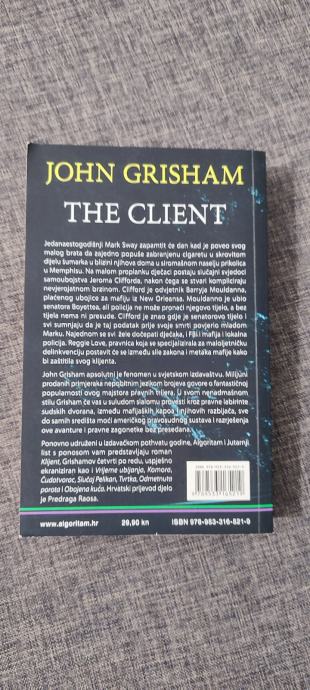 JOHN GRISHAM
THE CLIENT
Jedanaestogodišnji Mark Sway zapamtit će dan kad je poveo svog
malog brata da zajedno popuše zabranjenu cigaretu u skrovitom
dijelu šumarka u blizini njihova doma u siromašnom naselju prikolica
u Memphisu. Na malom proplanku dječaci postaju slučajni svjedoci
samoubojstva Jeroma Clifforda, nakon čega se stvari kompliciraju
nevjerojatnom brzinom. Clifford je odvjetnik Barryja Mouldanna,
plaćenog ubojice za mafiju iz New Orleansa. Mouldanno je ubio
senatora Boyettea, ali policija ne može pronaći njegovo tijelo, a bez
tijela nema ni presude. Clifford je znao gdje je senatorovo tijelo i
svi sumnjaju da je taj podatak prije svoje smrti povjerio mladom
Marku. Najednom se svi žele dočepati dječaka, i FBI i mafija i lokalna
policija. Reggie Love, pravnica koja se specijalizirala za maloljetničku
delinkvenciju postavit će se između sile zakona i metaka mafije kako
bi zaštitila svog klijenta.
John Grisham apsolutni je fenomen u svjetskom izdavaštvu. Milijuni
prodanih primjeraka nepobitnim jezikom brojeva govore o fantastičnoj
popularnosti ovog majstora pravnih trilera. U svom nenadmašnom
stilu Grisham će vas u suludom slalomu provesti kroz pravne labirinte
sudskih dvorana, između mafijaških kapoa i njihovih razbijača, sve
do samih središta moći američkog pravosudnog sustava i razrješenja
ove avanture i pravne zagonetke bez presedana.
Ponovno udruženi u izdavačkom pothvatu godine, Algoritam i Jutarnji
list s ponosom vam predstavljaju roman
Klijent, Grishamov četvrti po redu, uspješno
ekraniziran kao i Vrijeme ubijanja, Komora,
Čudotvorac, Slučaj Pelikan, Tvrtka, Odmetnuta
porota i Obojena kuća. Hrvatski prijevod djelo
je Predraga Raosa.
www.algoritam.hr
29,90 kn
ISBN 978-953-316-521-9